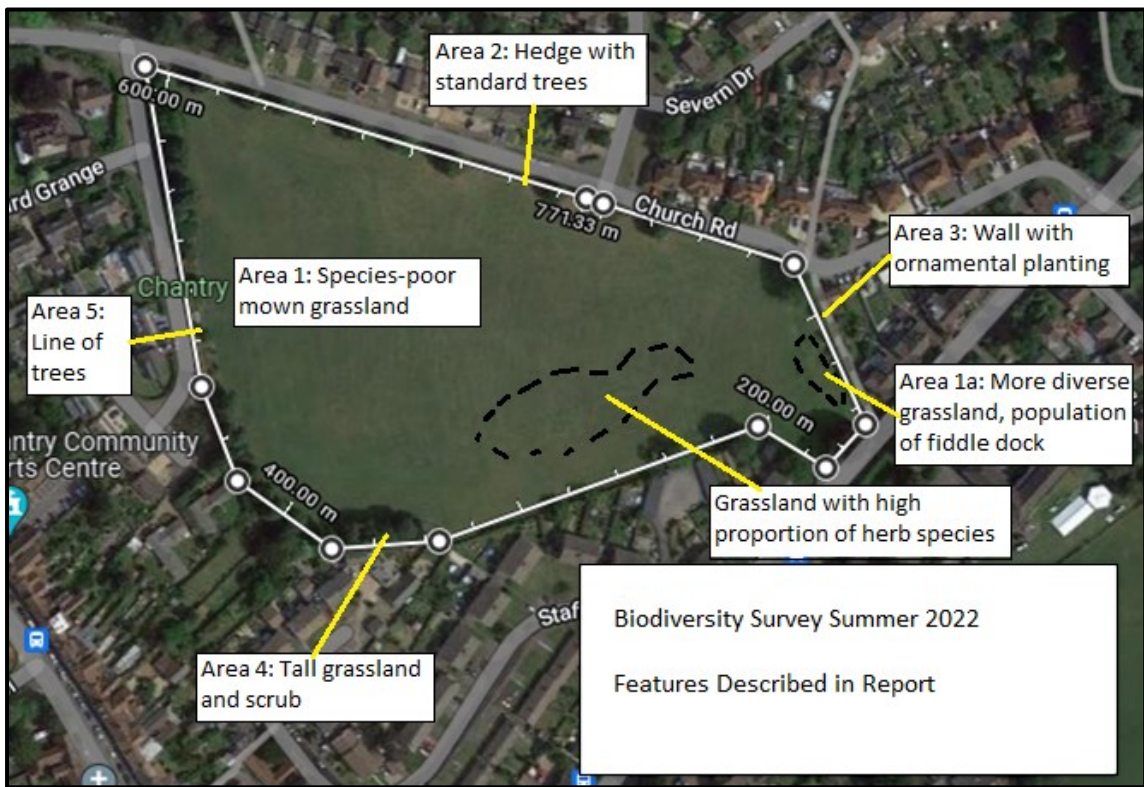 Area 2: Hedge with
standard trees
Severn Dr
600.00 m
ard Grange
771.33 m
Church Rd
Area 3: Wall with
ornamental planting
Area 1: Species-poor
mown grassland
Chantry
Area 5:
Line of
trees
Area 1a: More diverse
grassland, population
of fiddle dock
200.00 m
antry Community
rts Centre
400.00 m
Grassland with high
proportion of herb species
Staf
Biodiversity Survey Summer 2022
Features Described in Report
Area 4: Tall grassland
and scrub